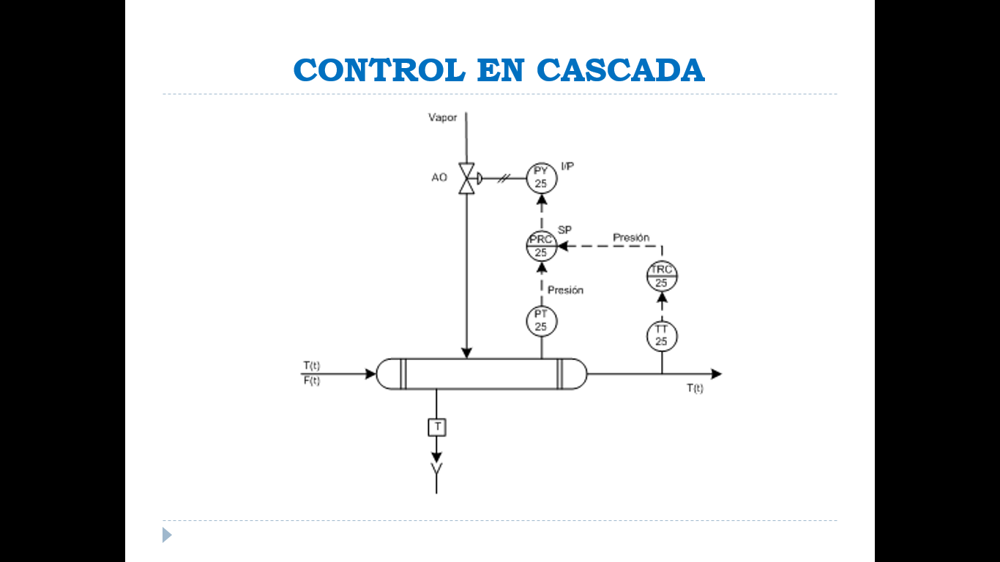 CONTROL EN CASCADA
Vapor
I/P
PY
25
AO
SP
PRC
25
Presión
TRC
25
Presión
PT
25
TT
25
T(t)
F(t)
T(t)
T